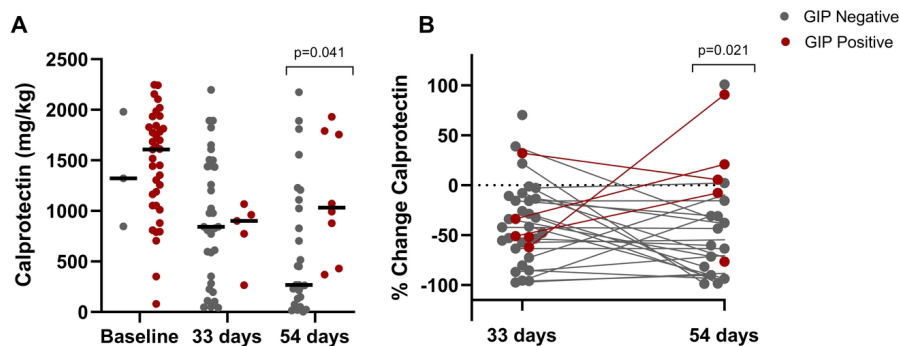 A
Calprotectin (mg/kg)
2500
2000
1500
1000
500
0
p=0.041
Baseline
33 days
54 days
B
% Change Calprotectin
100
50
0
-50
-100
p=0.021
33 days
54 days
GIP Negative
GIP Positive